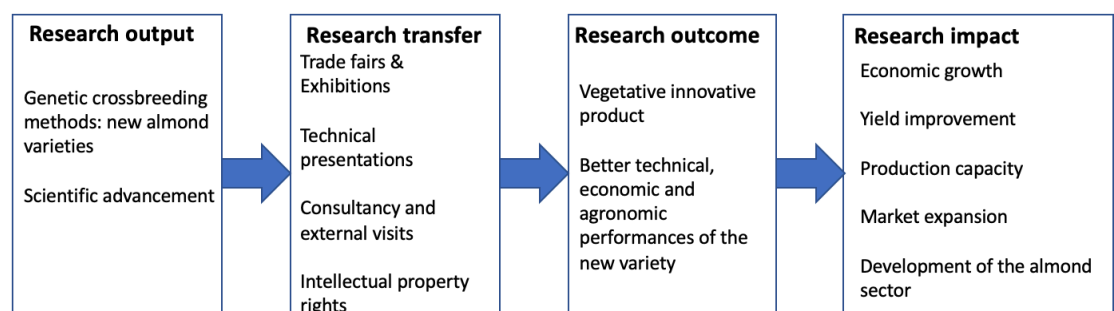 Research output
Genetic crossbreeding
methods: new almond
varieties
Scientific advancement
Research transfer
Trade fairs &
Exhibitions
Technical
presentations
Consultancy and
external visits
Intellectual property
rights
Research outcome
Vegetative innovative
product
Better technical,
economic and
agronomic
performances of the
new variety
Research impact
Economic growth
Yield improvement
Production capacity
Market expansion
Development of the almond
sector